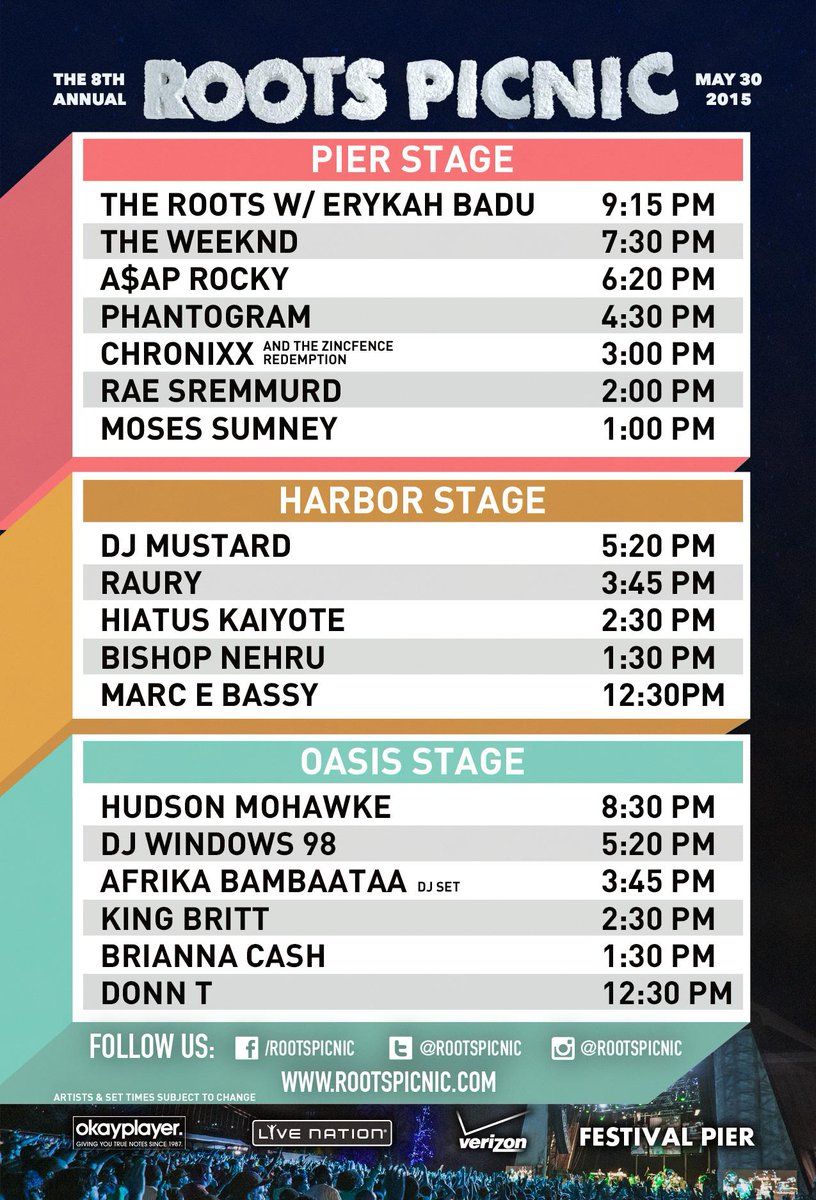 THE 8TH ANNUAL
ROOTS PICNIC
MAY 30 2015
PIER STAGE
THE ROOTS W/ ERYKAH BADU 9:15 PM
THE WEEKND 7:30 PM
A$AP ROCKY 6:20 PM
PHANTOGRAM 4:30 PM
CHRONIXX AND THE ZINCFENCE REDEMPTION 3:00 PM
RAE SREMMURD 2:00 PM
MOSES SUMNEY 1:00 PM
HARBOR STAGE
DJ MUSTARD 5:20 PM
RAURY 3:45 PM
HIATUS KAIYOTE 2:30 PM
BISHOP NEHRU 1:30 PM
MARC E BASSY 12:30PM
OASIS STAGE
HUDSON MOHAWKE 8:30 PM
DJ WINDOWS 98 5:20 PM
AFRIKA BAMBAATAA DJ SET 3:45 PM
KING BRITT 2:30 PM
BRIANNA CASH 1:30 PM
DONN T 12:30 PM
FOLLOW US: f /ROOTSPICNIC t @ROOTSPICNIC @ROOTSPICNIC
WWW.ROOTSPICNIC.COM
ARTISTS & SET TIMES SUBJECT TO CHANGE
okayplayer.
GIVING YOU TRUE NOTES SINCE 1987.
LIVE NATION®
verizon
FESTIVAL PIER